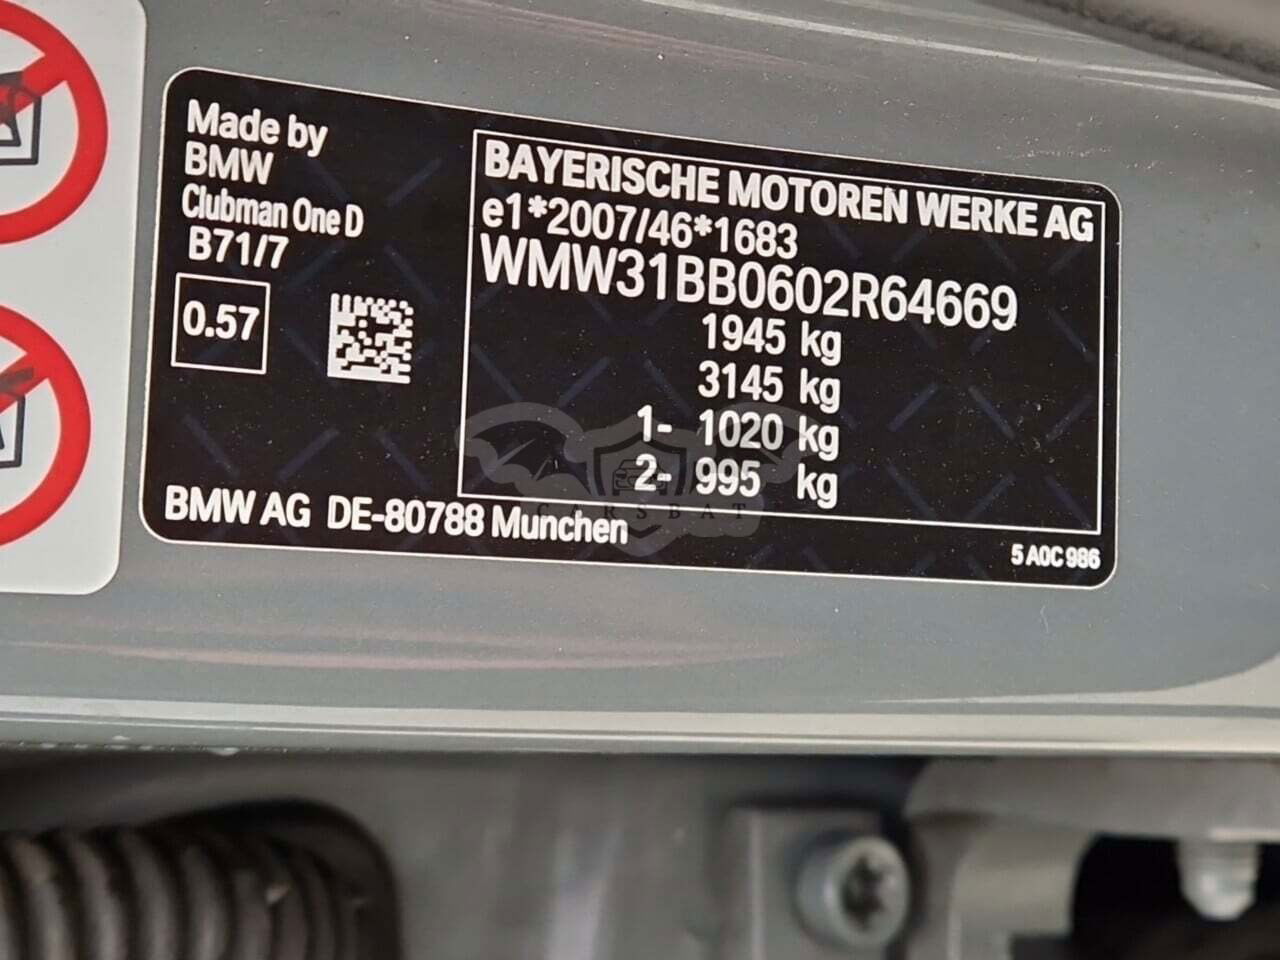 Made by
BMW
Clubman One D
B71/7
0.57
BAYERISCHE MOTOREN WERKE AG
e1*2007/46*1683
WMW31BB0602R64669
1945 kg
3145 kg
1- 1020 kg
2- 995 kg
CARSBAT
BMW AG DE-80788 Munchen
5 A0C 986